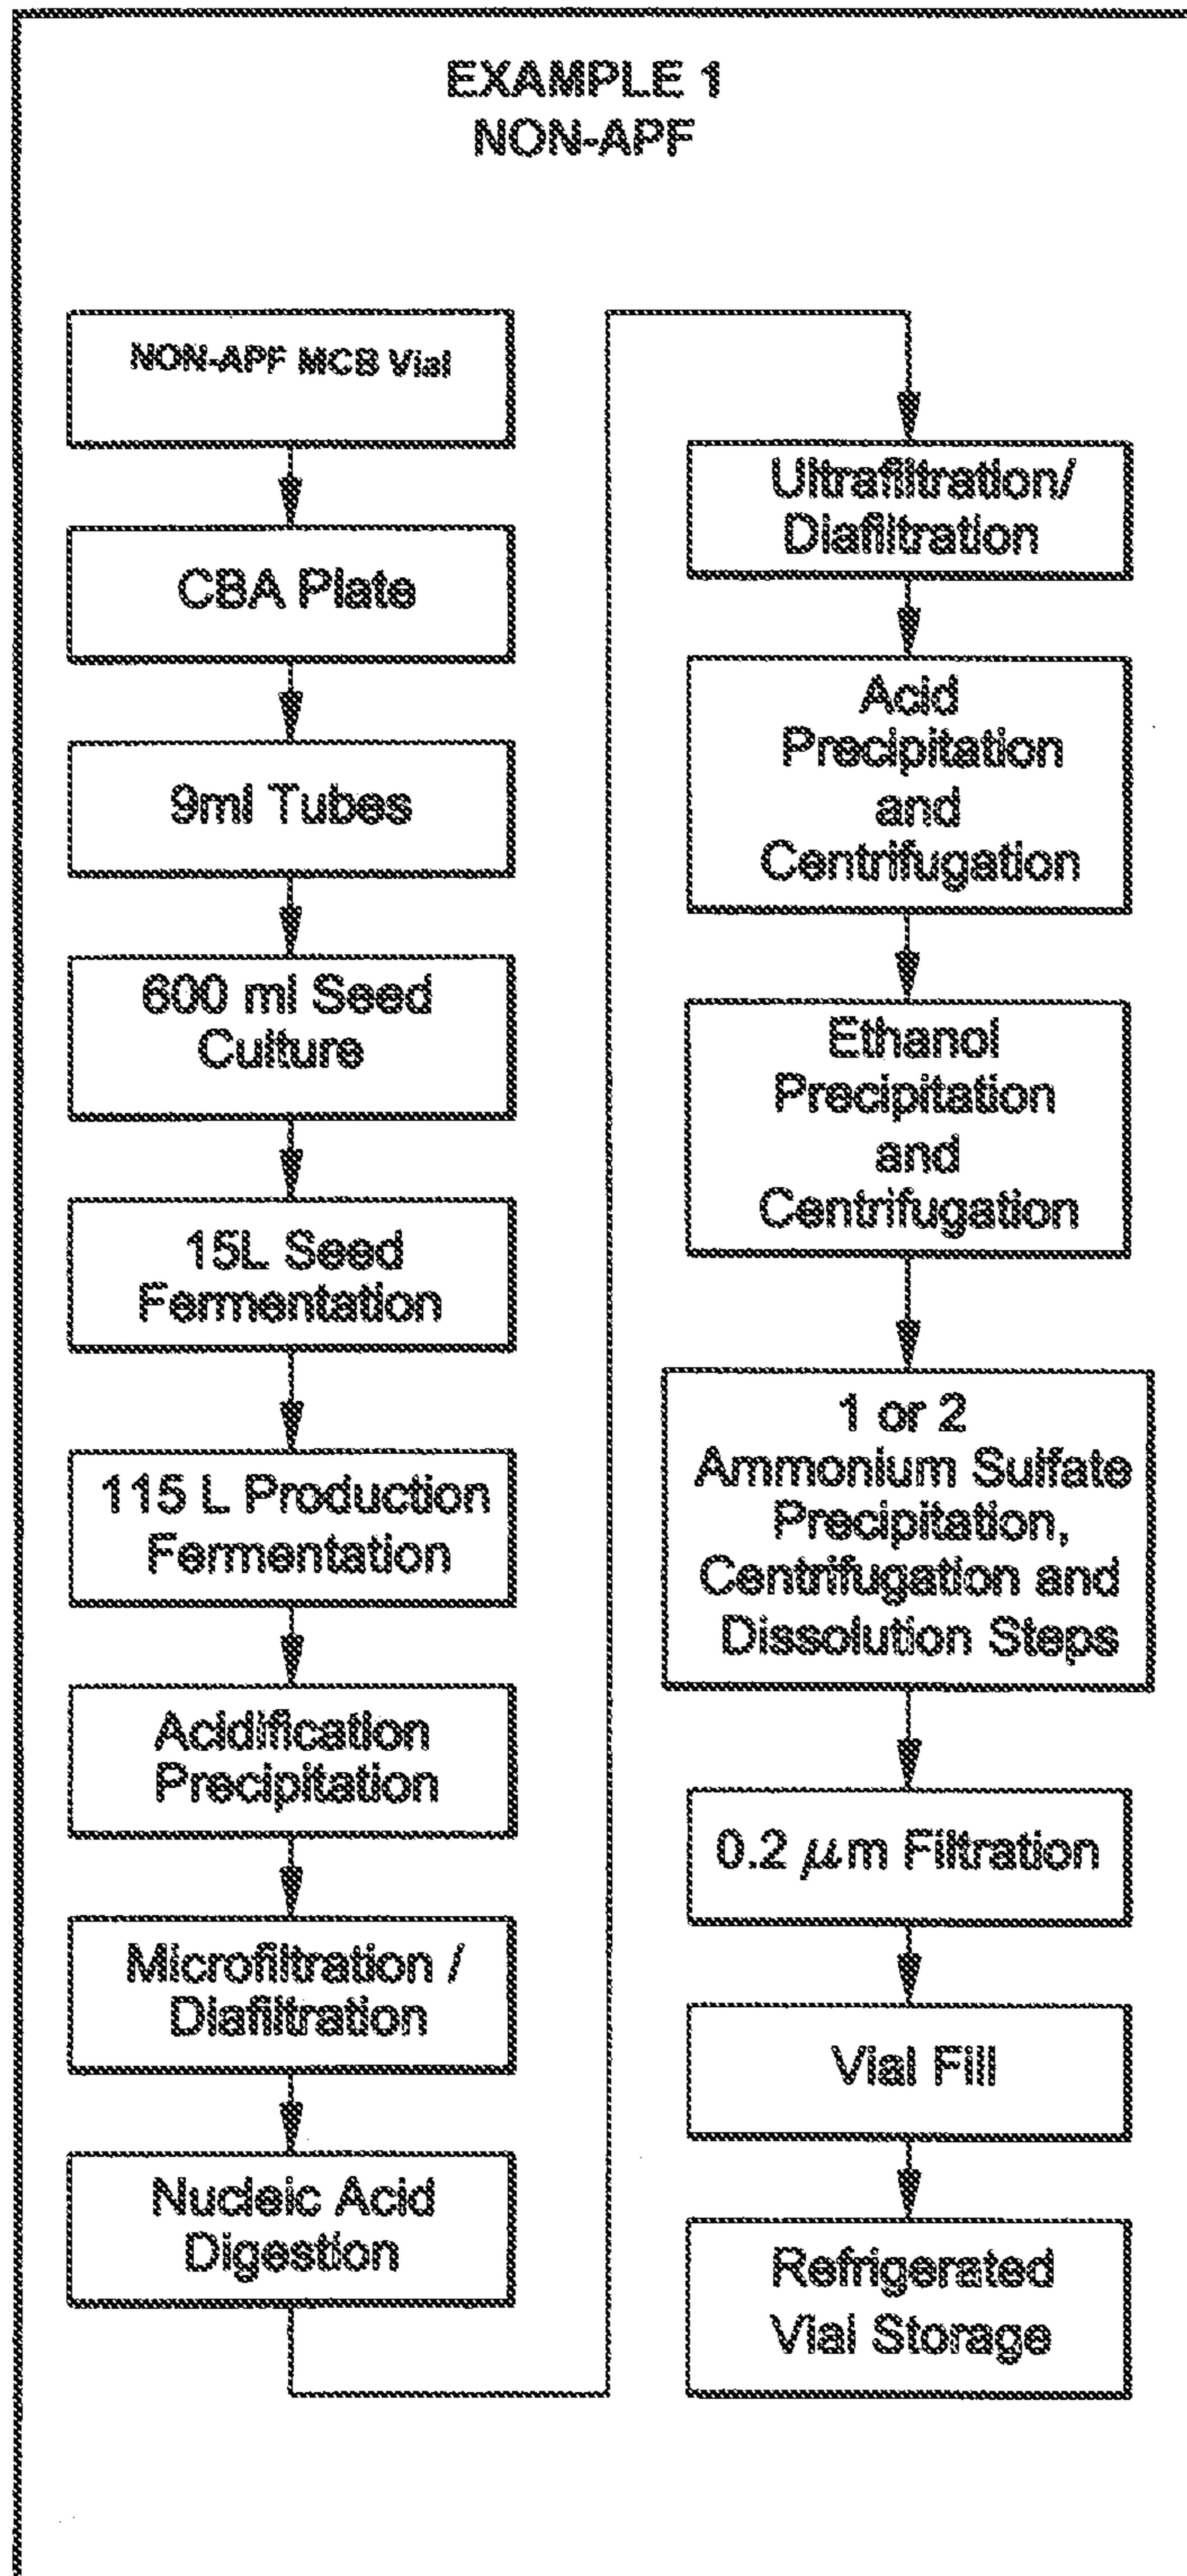 EXAMPLE 1
NON-APF
NON-APF MCB Vial
CBA Plate
9ml Tubes
600 ml Seed
Culture
15L Seed
Fermentation
115 L Production
Fermentation
Acidification
Precipitation
Microfiltration /
Diafiltration
Nucleic Acid
Digestion
Ultrafiltration/
Diafiltration
Acid
Precipitation
and
Centrifugation
Ethanol
Precipitation
and
Centrifugation
1 or 2
Ammonium Sulfate
Precipitation,
Centrifugation and
Dissolution Steps
0.2 μm Filtration
Vial Fill
Refrigerated
Vial Storage